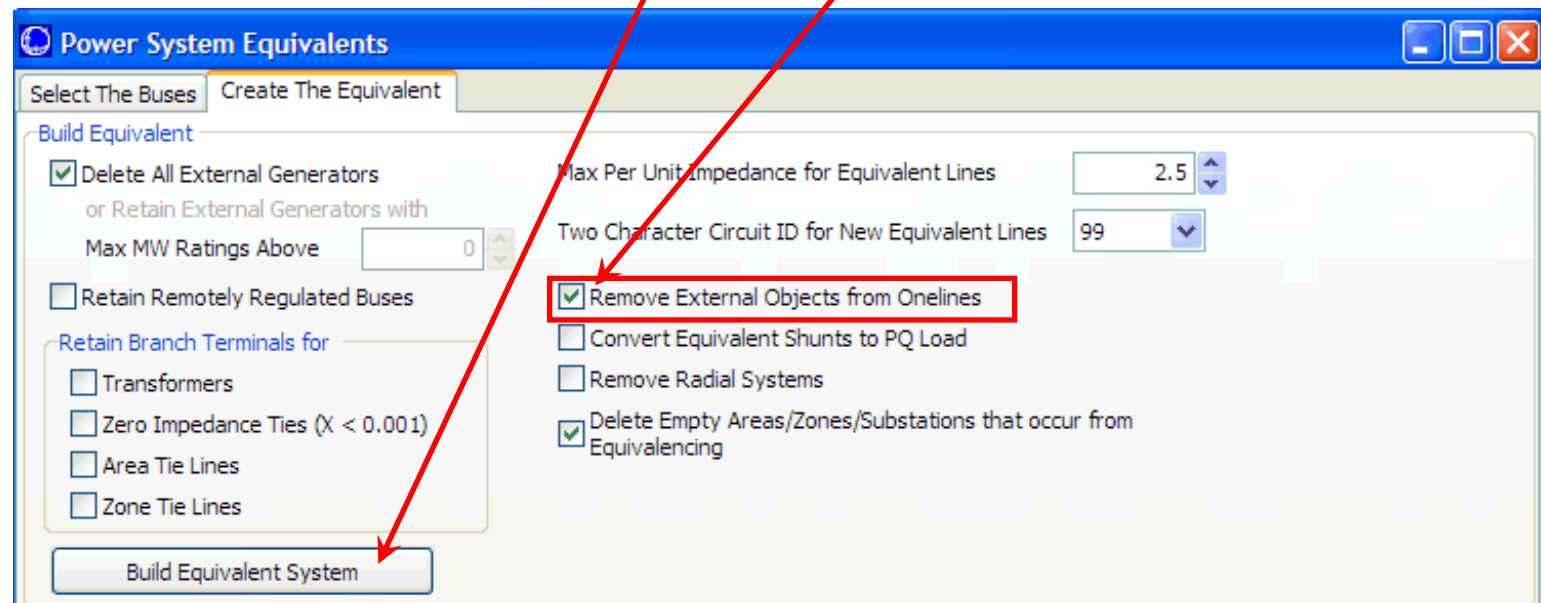 Power System Equivalents
Select The Buses
Create The Equivalent
Build Equivalent
Delete All External Generators
or Retain External Generators with
Max MW Ratings Above
0
Retain Remotely Regulated Buses
Retain Branch Terminals for
Transformers
Zero Impedance Ties (X < 0.001)
Area Tie Lines
Zone Tie Lines
Build Equivalent System
Max Per Unit Impedance for Equivalent Lines
2.5
Two Character Circuit ID for New Equivalent Lines
99
Remove External Objects from Onelines
Convert Equivalent Shunts to PQ Load
Remove Radial Systems
Delete Empty Areas/Zones/Substations that occur from
Equivalencing